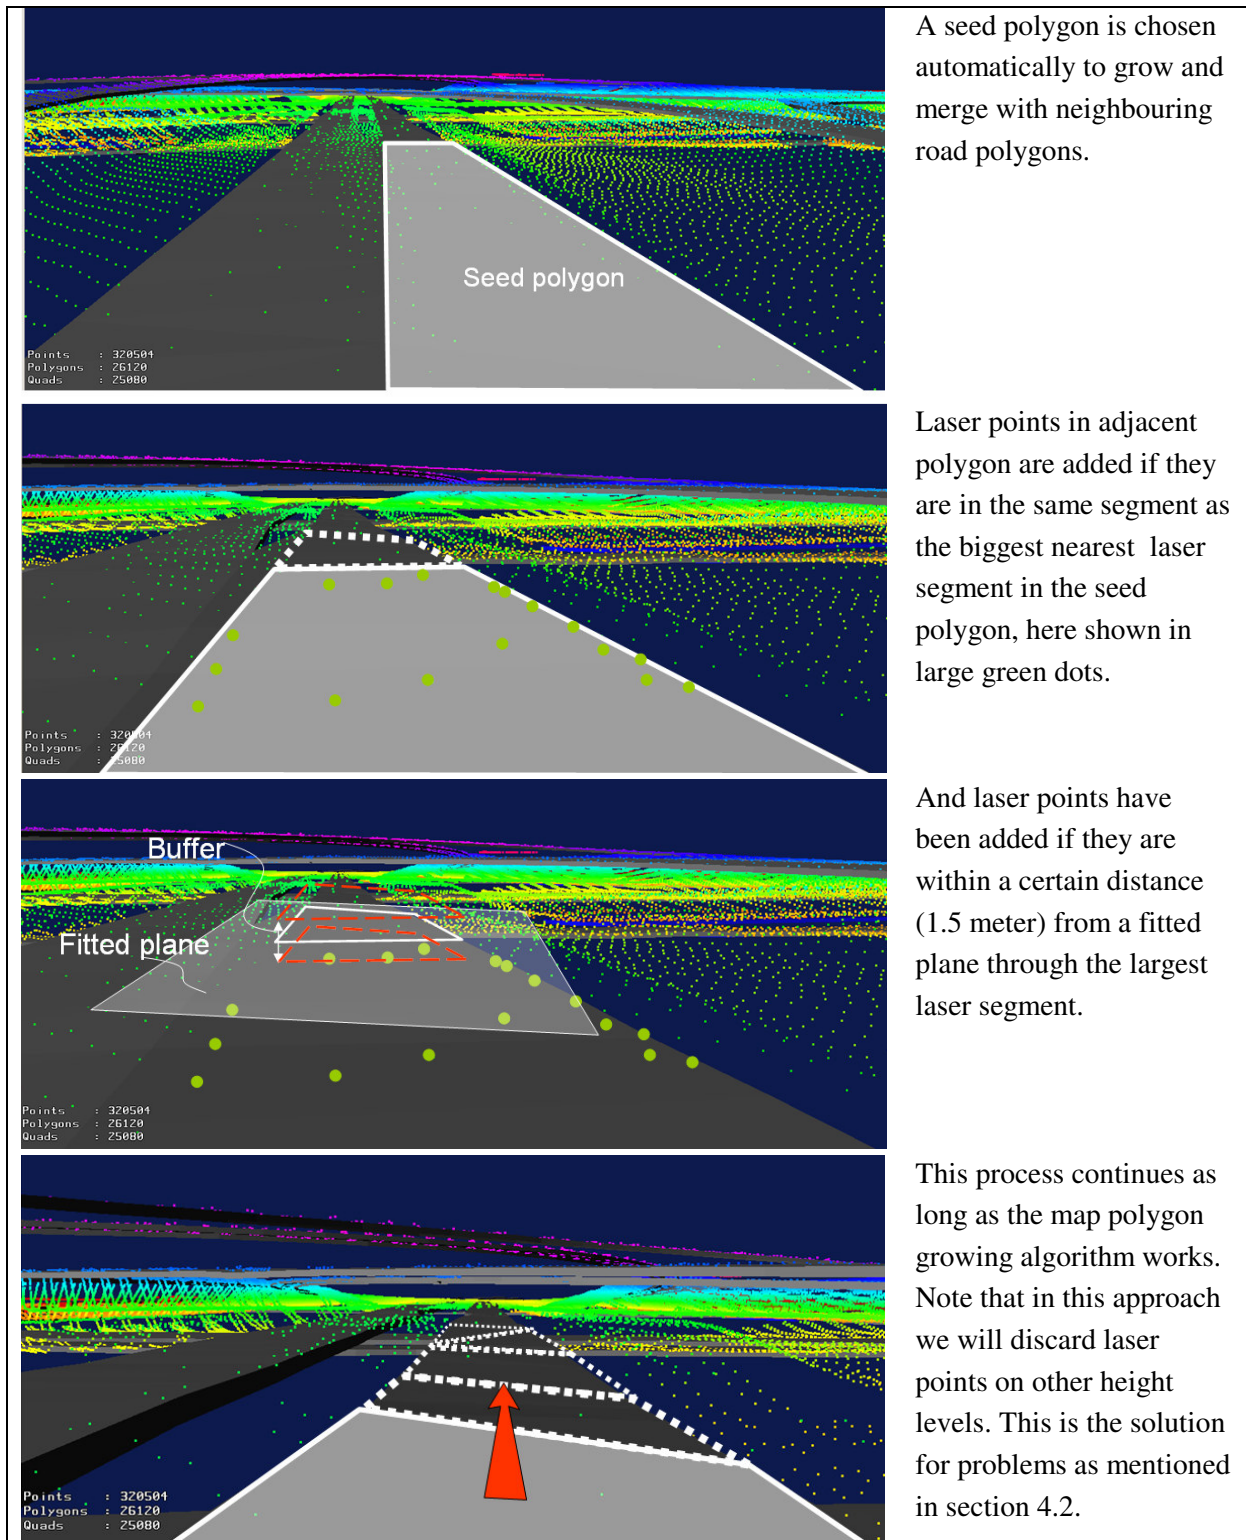 A seed polygon is chosen
automatically to grow and
merge with neighbouring
road polygons.
Seed polygon
Points : 320504
Polygons : 26120
Quads : 25080
Laser points in adjacent
polygon are added if they
are in the same segment as
the biggest nearest laser
segment in the seed
polygon, here shown in
large green dots.
Points : 320504
Polygons : 26120
Quads : 25080
And laser points have
been added if they are
within a certain distance
(1.5 meter) from a fitted
plane through the largest
laser segment.
Buffer
Fitted plane
Points : 320504
Polygons : 26120
Quads : 25080
This process continues as
long as the map polygon
growing algorithm works.
Note that in this approach
we will discard laser
points on other height
levels. This is the solution
for problems as mentioned
in section 4.2.
Points : 320504
Polygons : 26120
Quads : 25080